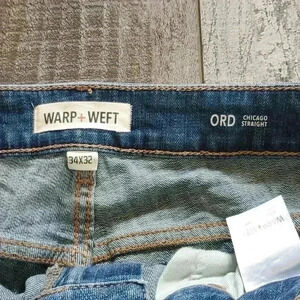 WARP+WEFT
ORD CHICAGO
STRAIGHT
34X32